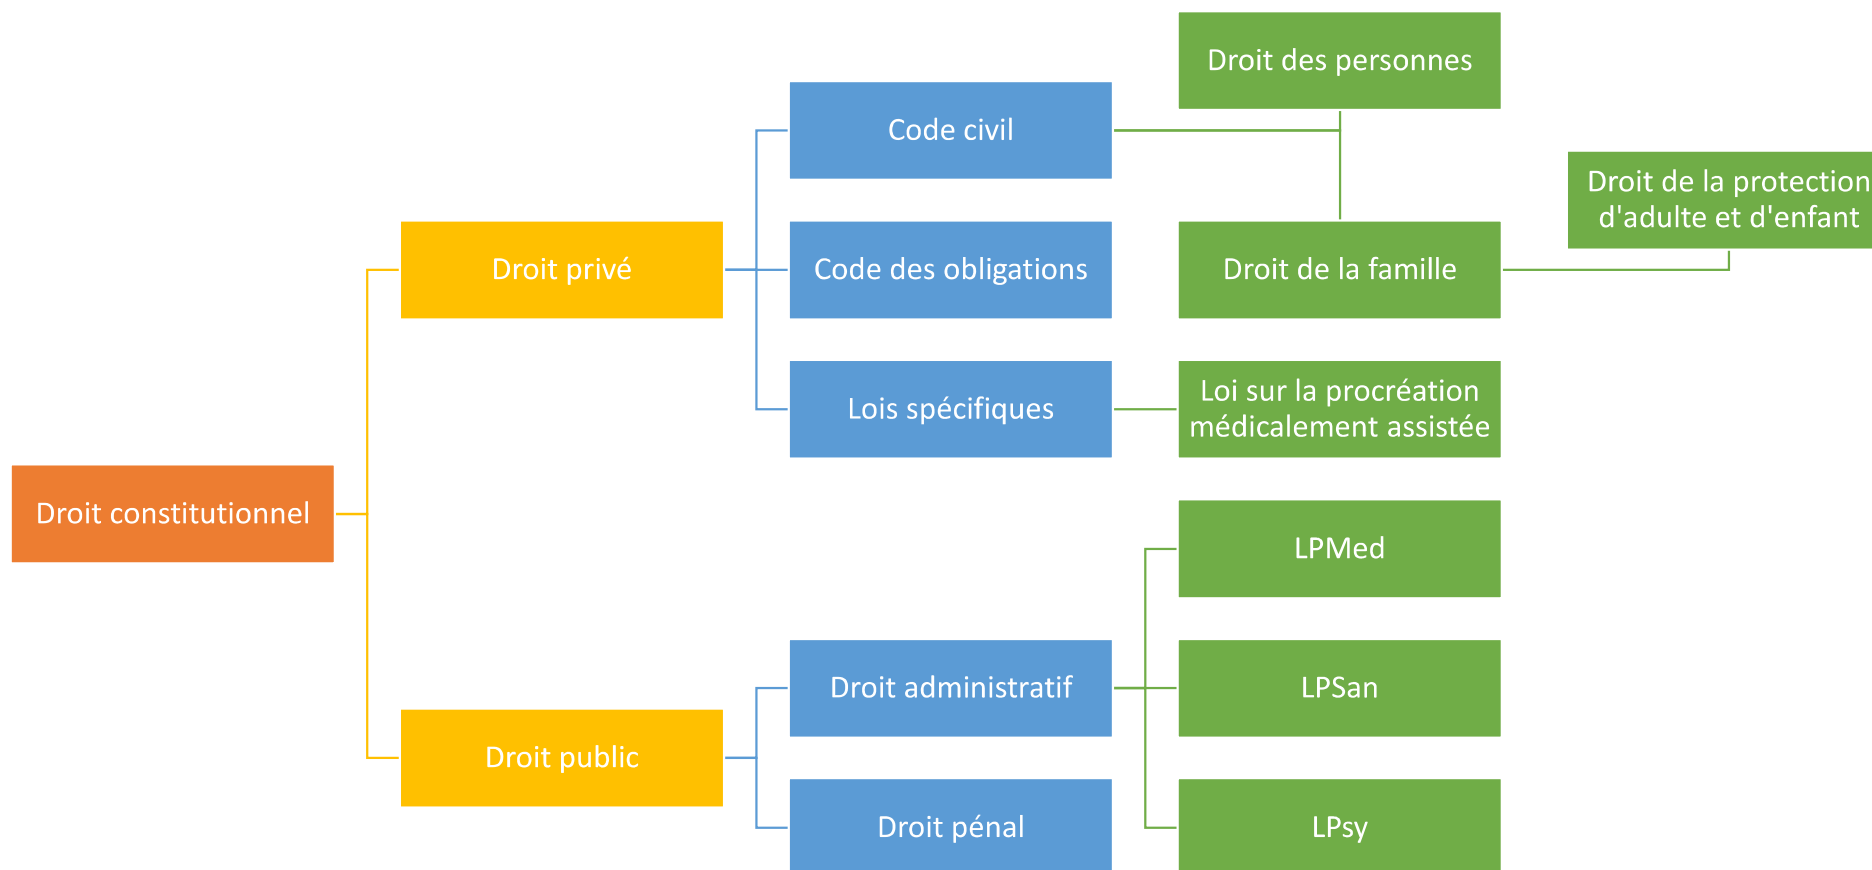 Droit constitutionnel
Droit privé
Code civil
Droit des personnes
Droit de la famille
Droit de la protection
d'adulte et d'enfant
Code des obligations
Lois spécifiques
Loi sur la procréation
médicalement assistée
Droit public
Droit administratif
LPMed
LPSan
LPsy
Droit pénal